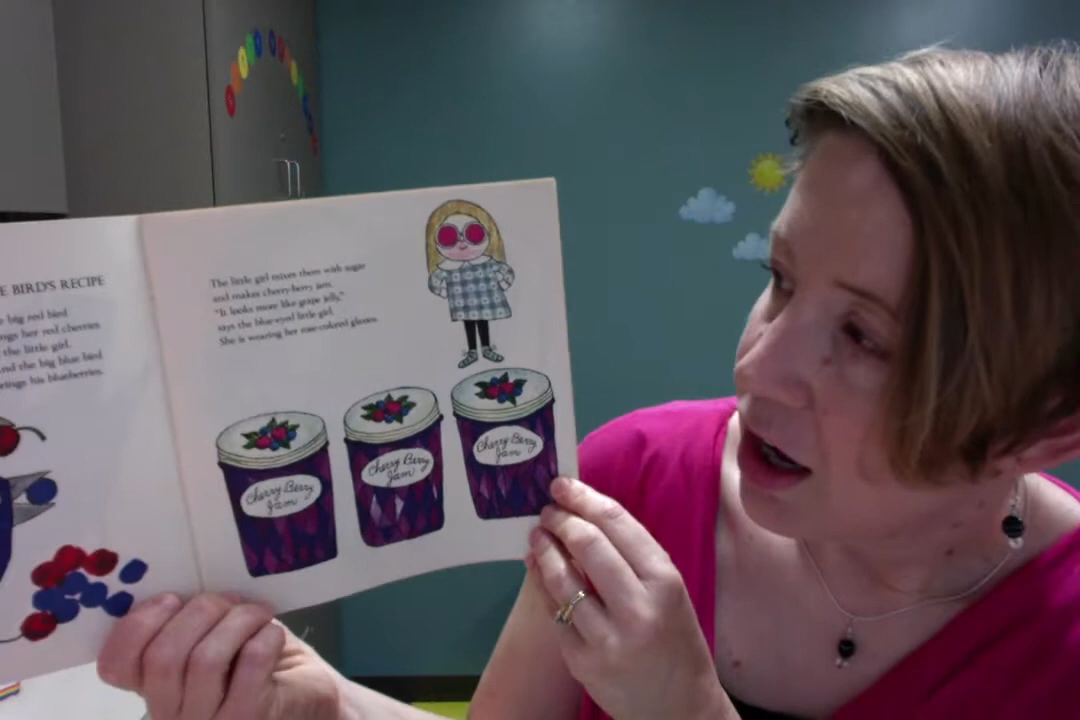 E BIRD'S RECIPE
big red bird
ngs her red cherries
the little girl.
And the big blue bird
rings his blueberries.
The little girl mixes them with sugar
and makes cherry-berry jam.
"It looks more like grape jelly,"
says the blue-eyed little girl.
She is wearing her rose-colored glasses.
Cherry Berry
Jam
Cherry Berry
Jam
Cherry Berry
Jam